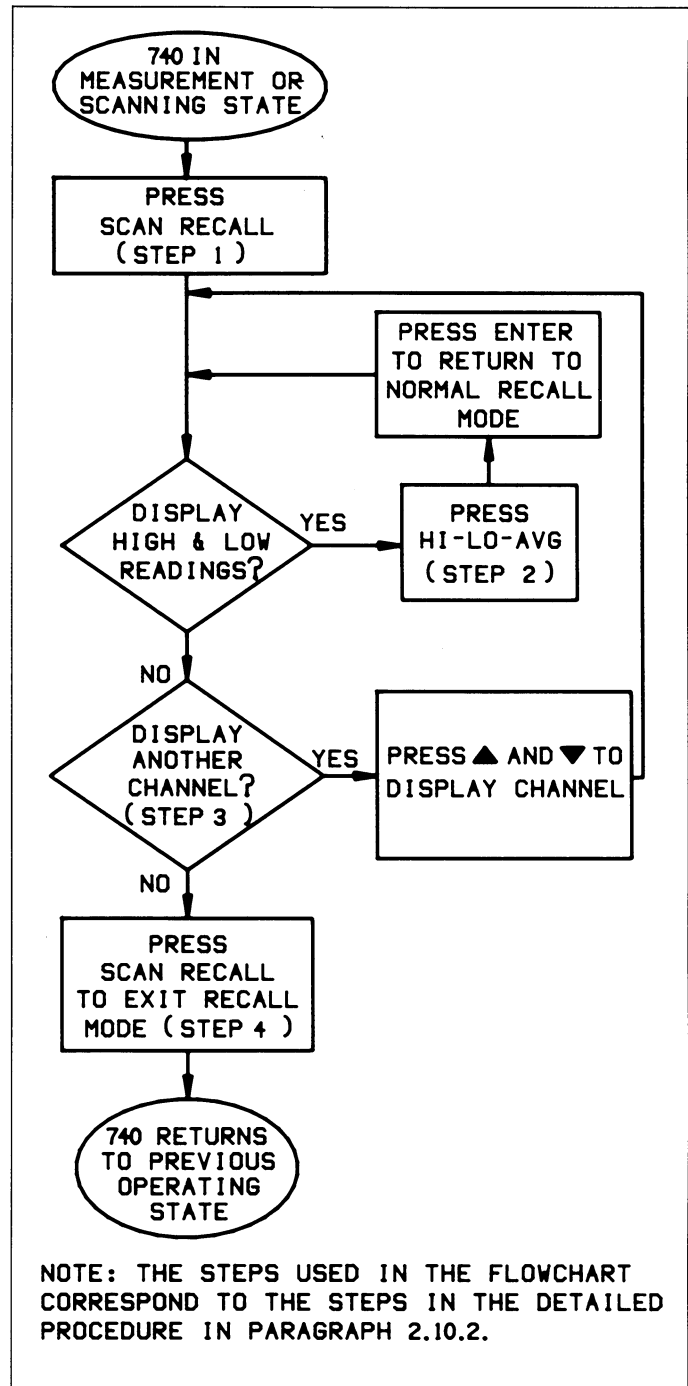 740 IN
MEASUREMENT OR
SCANNING STATE
PRESS
SCAN RECALL
(STEP 1)
PRESS ENTER
TO RETURN TO
NORMAL RECALL
MODE
DISPLAY
HIGH & LOW
READINGS?
YES
PRESS
HI-LO-AVG
(STEP 2)
NO
DISPLAY
ANOTHER
CHANNEL?
(STEP 3)
YES
PRESS ▲ AND ▼ TO
DISPLAY CHANNEL
NO
PRESS
SCAN RECALL
TO EXIT RECALL
MODE (STEP 4)
740 RETURNS
TO PREVIOUS
OPERATING
STATE
NOTE: THE STEPS USED IN THE FLOWCHART
CORRESPOND TO THE STEPS IN THE DETAILED
PROCEDURE IN PARAGRAPH 2.10.2.